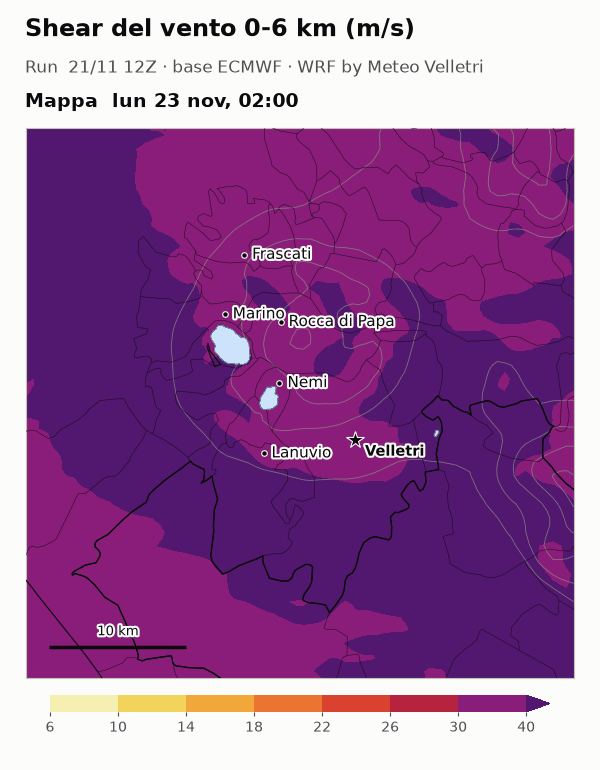 Shear del vento 0-6 km (m/s)
Run  21/11 12Z · base ECMWF · WRF by Meteo Velletri
Mappa  lun 23 nov, 02:00
Frascati
Marino
Rocca di Papa
Nemi
Velletri
Lanuvio
10 km
6 10 14 18 22 26 30 40